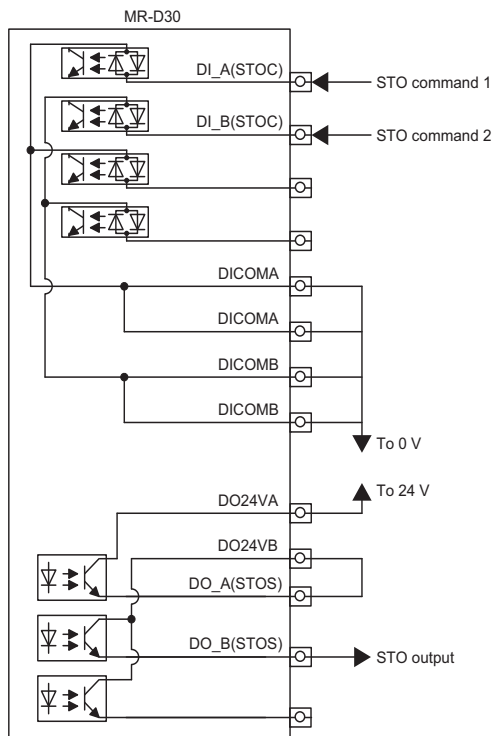 MR-D30
DI_A(STOC)
STO command 1
DI_B(STOC)
STO command 2
DICOMA
DICOMA
DICOMB
DICOMB
To 0 V
To 24 V
DO24VA
DO24VB
DO_A(STOS)
DO_B(STOS)
STO output